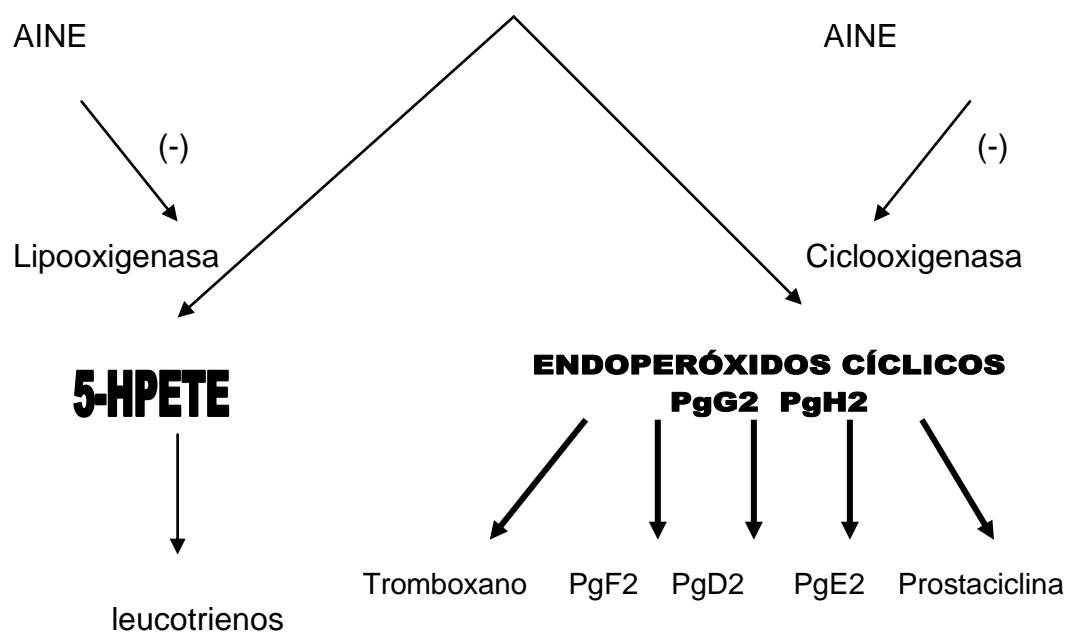 AINE AINE
(-) (-)
Lipooxigenasa Ciclooxigenasa
5-HPETE
ENDOPERÓXIDOS CÍCLICOS
PgG2 PgH2
Tromboxano PgF2 PgD2 PgE2 Prostaciclina
leucotrienos